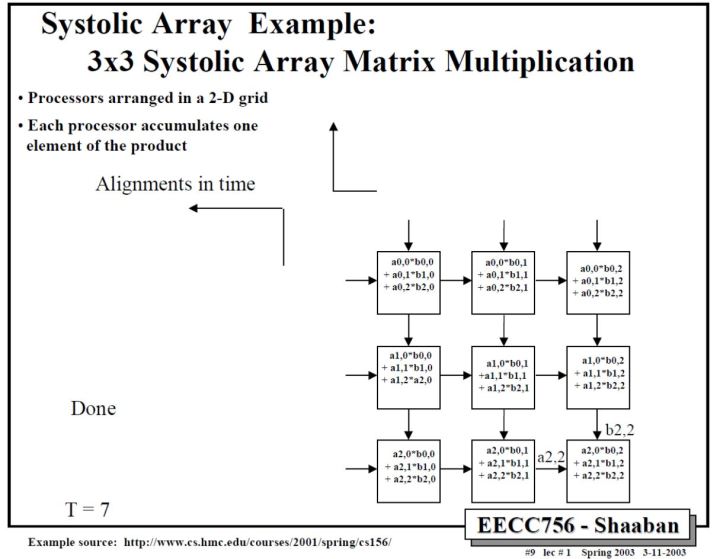 Systolic Array Example:
3x3 Systolic Array Matrix Multiplication
• Processors arranged in a 2-D grid
• Each processor accumulates one
element of the product
Alignments in time
a0,0*b0,0
+ a0,1*b1,0
+ a0,2*b2,0
a0,0*b0,1
+ a0,1*b1,1
+ a0,2*b2,1
a0,0*b0,2
+ a0,1*b1,2
+ a0,2*b2,2
a1,0*b0,0
+ a1,1*b1,0
+ a1,2*a2,0
a1,0*b0,1
+a1,1*b1,1
+ a1,2*b2,1
a1,0*b0,2
+ a1,1*b1,2
+ a1,2*b2,2
Done
b2,2
a2,0*b0,0
+ a2,1*b1,0
+ a2,2*b2,0
a2,0*b0,1
+ a2,1*b1,1
+ a2,2*b2,1
a2,2
a2,0*b0,2
+ a2,1*b1,2
+ a2,2*b2,2
T = 7
EECC756 - Shaaban
Example source: http://www.cs.hmc.edu/courses/2001/spring/cs156/
#9 lec # 1 Spring 2003 3-11-2003